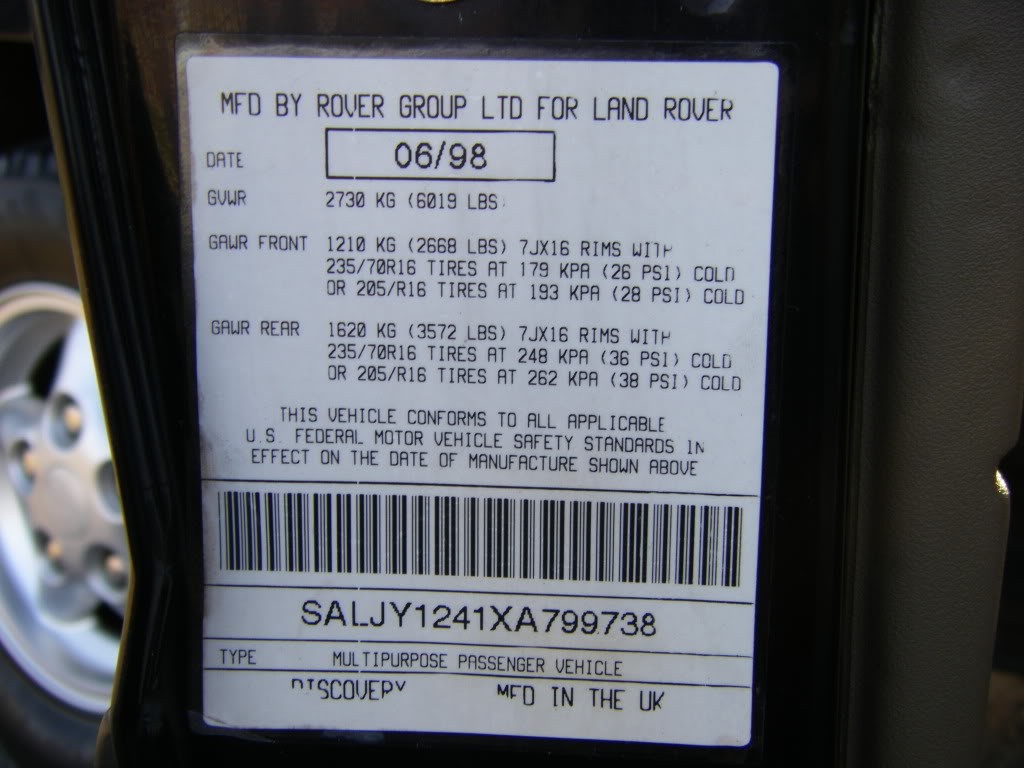 MFD BY ROVER GROUP LTD FOR LAND ROVER
DATE 06/98
GVWR 2730 KG (6019 LBS)
GAWR FRONT 1210 KG (2668 LBS) 7JX16 RIMS WITH
235/70R16 TIRES AT 179 KPA (26 PSI) COLD
OR 205/R16 TIRES AT 193 KPA (28 PSI) COLD
GAWR REAR 1620 KG (3572 LBS) 7JX16 RIMS WITH
235/70R16 TIRES AT 248 KPA (36 PSI) COLD
OR 205/R16 TIRES AT 262 KPA (38 PSI) COLD
THIS VEHICLE CONFORMS TO ALL APPLICABLE
U.S. FEDERAL MOTOR VEHICLE SAFETY STANDARDS IN
EFFECT ON THE DATE OF MANUFACTURE SHOWN ABOVE
SALJY1241XA799738
TYPE MULTIPURPOSE PASSENGER VEHICLE
DISCOVERY MFD IN THE UK